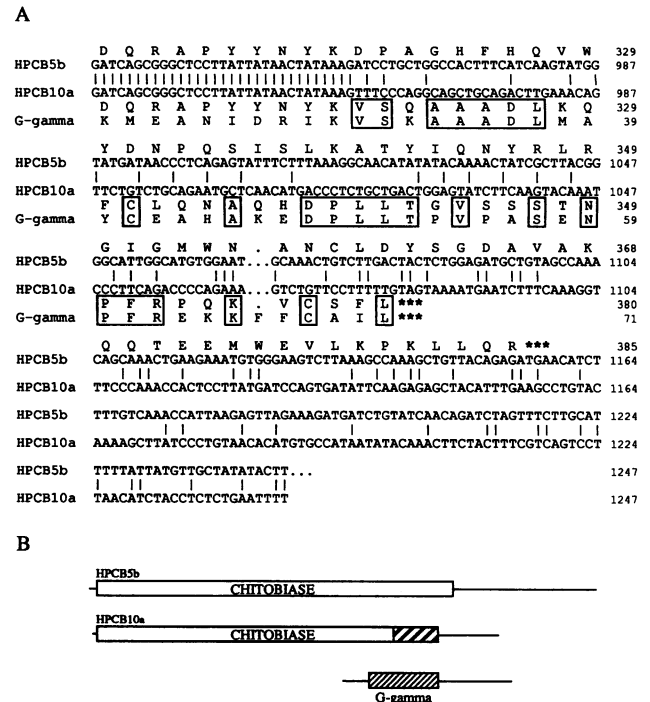 A
D Q R A P Y Y N Y K D P A G H F H Q V W 329
HPCB5b GATCAGCGGGCTCCTTATTATAACTATAAAGATCCTGCTGGCCACTTTCATCAAGTATGG 987
HPCB10a GATCAGCGGGCTCCTTATTATAACTATAAAGTTTCCCAGGCAGCTGCAGACTTGAAACAG 987
D Q R A P Y Y N Y K V S Q A A A D L K Q 329
G-gamma K M E A N I D R I K V S K A A A D L M A 39
Y D N P Q S I S L K A T Y I Q N Y R L R 349
HPCB5b TATGATAACCCTCAGAGTATTTCTTTAAAGGCAACATATATACAAAACTATCGCTTACGG 1047
HPCB10a TTCTGTCTGCAGAATGCTCAACATGACCCTCTGCTGACTGGAGTATCTTCAAGTACAAAT 1047
F C L Q N A Q H D P L L T G V S S S T N 349
G-gamma Y C E A H A K E D P L L T P V P A S E N 59
G I G M W N . A N C L D Y S G D A V A K 368
HPCB5b GGCATTGGCATGTGGAAT...GCAAACTGTCTTGACTACTCTGGAGATGCTGTAGCCAAA 1104
HPCB10a CCCTTCAGACCCCAGAAA...GTCTGTTCCTTTTTGTAGTAATGAATCTTTCAAAGGT 1104
P F R P Q K . V C S F L *** 380
G-gamma P F R E K K F F C A I L *** 71
Q Q T E E M W E V L K P K L L Q R *** 385
HPCB5b CAGCAAACTGAAGAAATGTGGGAAGTCTTAAAGCCAAAGCTGTTACAGAGATGAACATCT 1164
HPCB10a TTCCCAAACCACTCCTTATGATCCAGTGATATTCAAGAGAGCTACATTTGAAGCCTGTAC 1164
HPCB5b TTTGTCAAACCATTAAGAGTTAGAAAGATGATCTGTATCAACAGATCTAGTTTCTTGCAT 1224
HPCB10a AAAAGCTTATCCCTGTAACACATGTGCCATAATATACAAACTTCTACTTTCGTCAGTCCT 1224
HPCB5b TTTTATTATGTTGCTATATACTT... 1247
HPCB10a TAACATCTACCTCTCTGAATTTT 1247
B
HPCB5b
CHITOBIASE
HPCB10a
CHITOBIASE
G-gamma